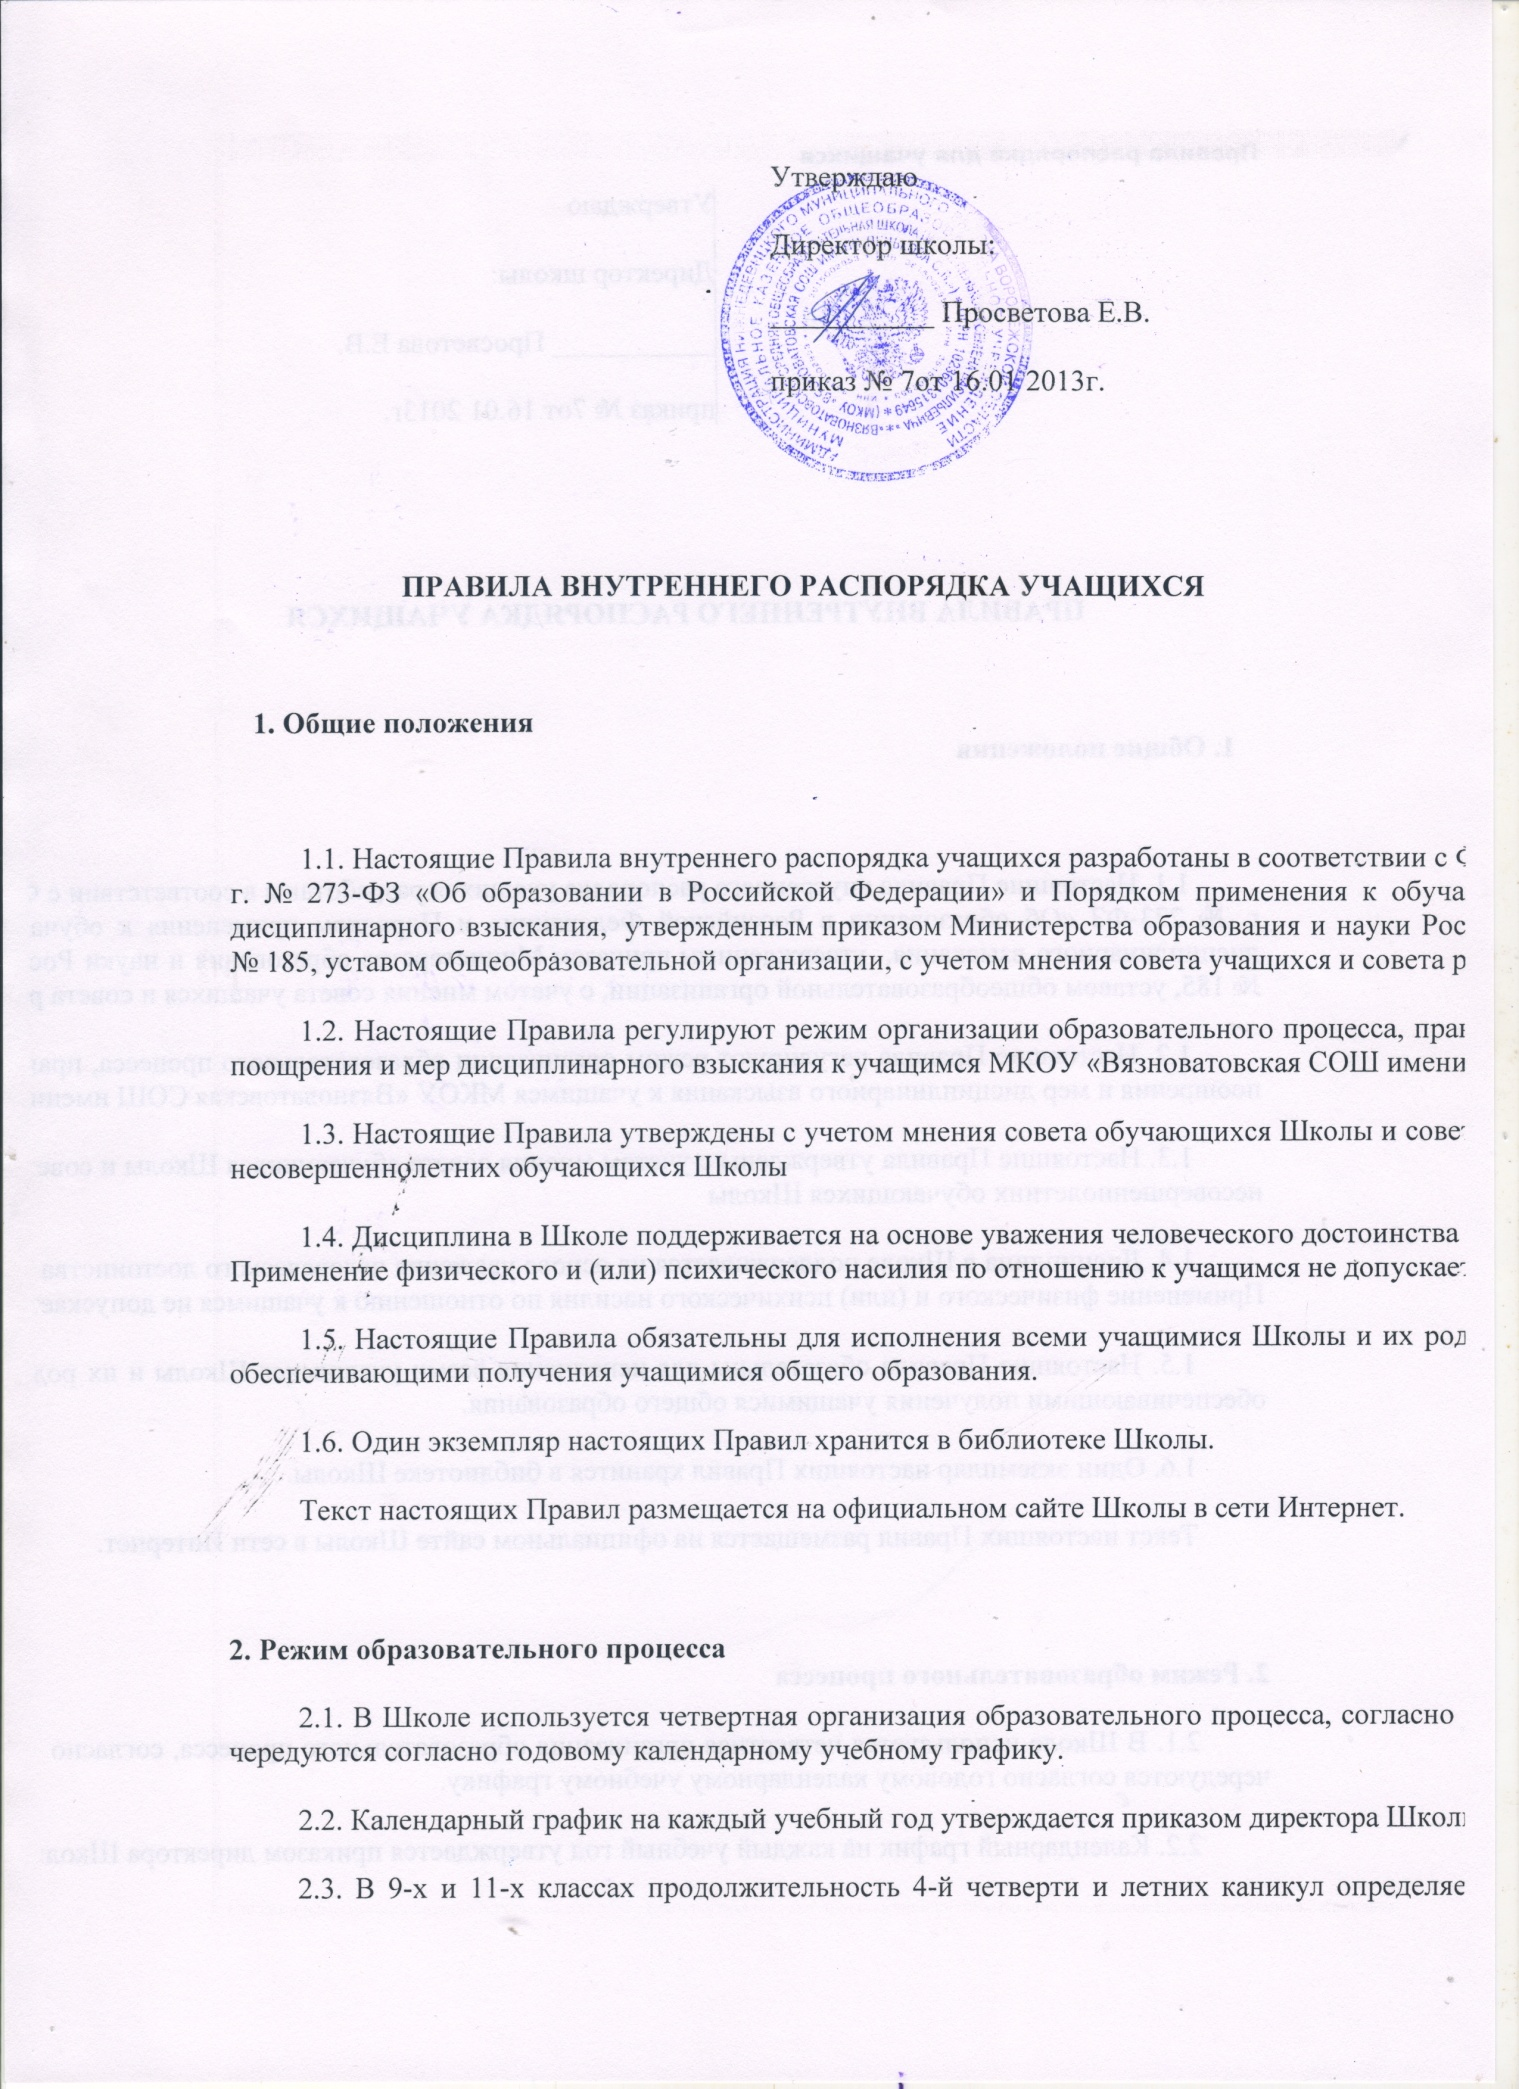 Утверждаю
Директор школы:
Просветова Е.В.
приказ № 7от 16.01 2013г.
ПРАВИЛА ВНУТРЕННЕГО РАСПОРЯДКА УЧАЩИХСЯ
1. Общие положения
1.1. Настоящие Правила внутреннего распорядка учащихся разработаны в соответствии с
г. № 273-ФЗ «Об образовании в Российской Федерации» и Порядком применения к обуча
дисциплинарного взыскания, утвержденным приказом Министерства образования и науки Рос
№ 185, уставом общеобразовательной организации, с учетом мнения совета учащихся и совета р
1.2. Настоящие Правила регулируют режим организации образовательного процесса, прав
поощрения и мер дисциплинарного взыскания к учащимся МКОУ «Вязноватовская СОШ имени
1.3. Настоящие Правила утверждены с учетом мнения совета обучающихся Школы и сове
несовершеннолетних обучающихся Школы
1.4. Дисциплина в Школе поддерживается на основе уважения человеческого достоинства
Применение физического и (или) психического насилия по отношению к учащимся не допускает
1.5. Настоящие Правила обязательны для исполнения всеми учащимися Школы и их род
обеспечивающими получения учащимися общего образования.
1.6. Один экземпляр настоящих Правил хранится в библиотеке Школы.
Текст настоящих Правил размещается на официальном сайте Школы в сети Интернет.
2. Режим образовательного процесса
2.1. В Школе используется четвертная организация образовательного процесса, согласно
чередуются согласно годовому календарному учебному графику.
2.2. Календарный график на каждый учебный год утверждается приказом директора Школ
2.3. В 9-х и 11-х классах продолжительность 4-й четверти и летних каникул определяе